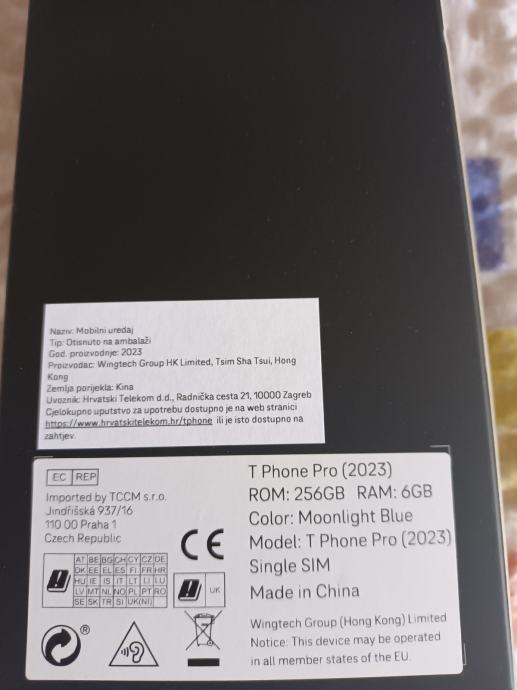 Naziv: Mobilni uređaj
Tip: Otisnuto na ambalaži
God. proizvodnje: 2023
Proizvođač: Wingtech Group HK Limited, Tsim Sha Tsui, Hong
Kong
Zemlja porijekla: Kina
Uvoznik: Hrvatski Telekom d.d., Radnička cesta 21, 10000 Zagreb
Cjelokupno uputstvo za upotrebu dostupno je na web stranici
https://www.hrvatskitelekom.hr/tphone ili je isto dostupno na
zahtjev.
EC REP
Imported by TCCM s.r.o.
Jindřišská 937/16
110 00 Praha 1
Czech Republic
CE
AT BE BG CH CY CZ DE
DK EE EL ES FI FR HR
HU IE IS IT LT LI LU
LV MT NL NO PL PT RO
SE SK TR SI UK(NI)
UK
®
T Phone Pro (2023)
ROM: 256GB RAM: 6GB
Color: Moonlight Blue
Model: T Phone Pro (2023)
Single SIM
Made in China
Wingtech Group (Hong Kong) Limited
Notice: This device may be operated
in all member states of the EU.